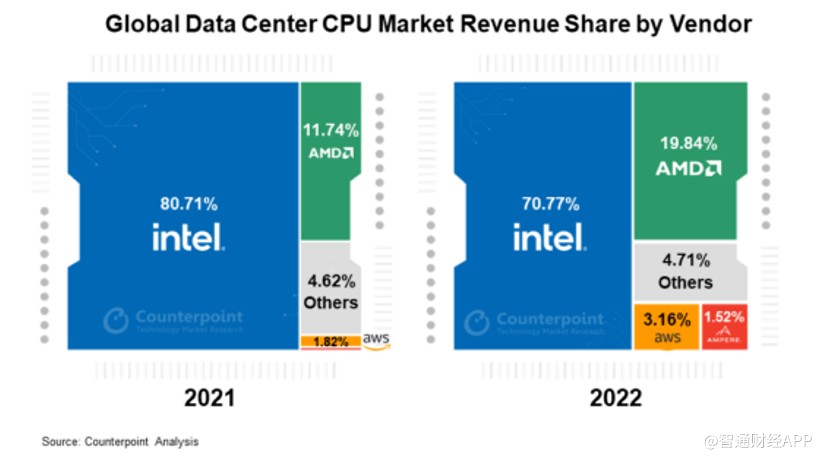 Global Data Center CPU Market Revenue Share by Vendor
11.74%
AMD
80.71%
intel.
4.62%
Others
Counterpoint
Technology Market Research
1.82%
aws
2021
19.84%
AMD
70.77%
intel.
4.71%
Others
Counterpoint
Technology Market Research
3.16%
aws
1.52%
AMPERE.
2022
Source: Counterpoint Analysis
@智通财经APP